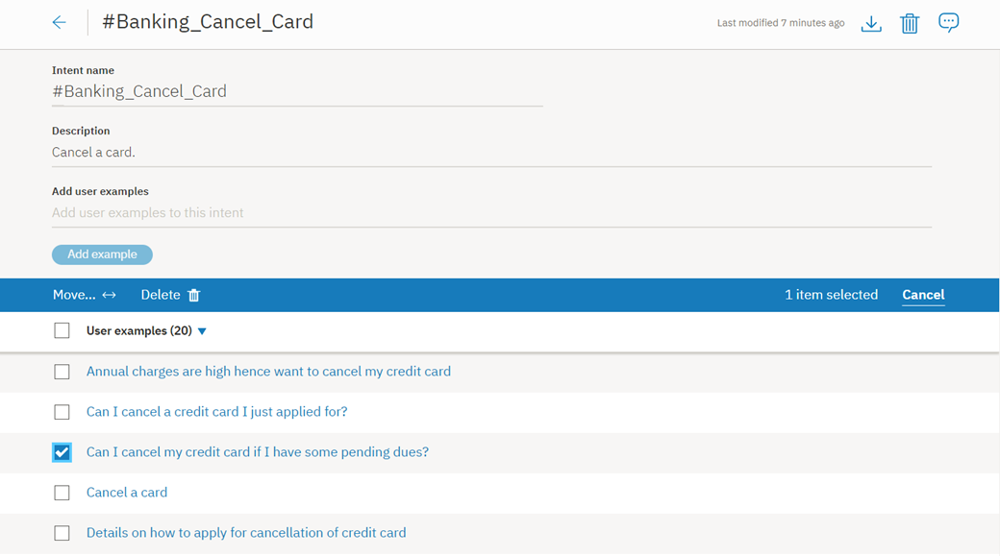 #Banking_Cancel_Card
Last modified 7 minutes ago
Intent name
#Banking_Cancel_Card
Description
Cancel a card.
Add user examples
Add user examples to this intent
Add example
Move... Delete 1 item selected Cancel
User examples (20)
Annual charges are high hence want to cancel my credit card
Can I cancel a credit card I just applied for?
Can I cancel my credit card if I have some pending dues?
Cancel a card
Details on how to apply for cancellation of credit card